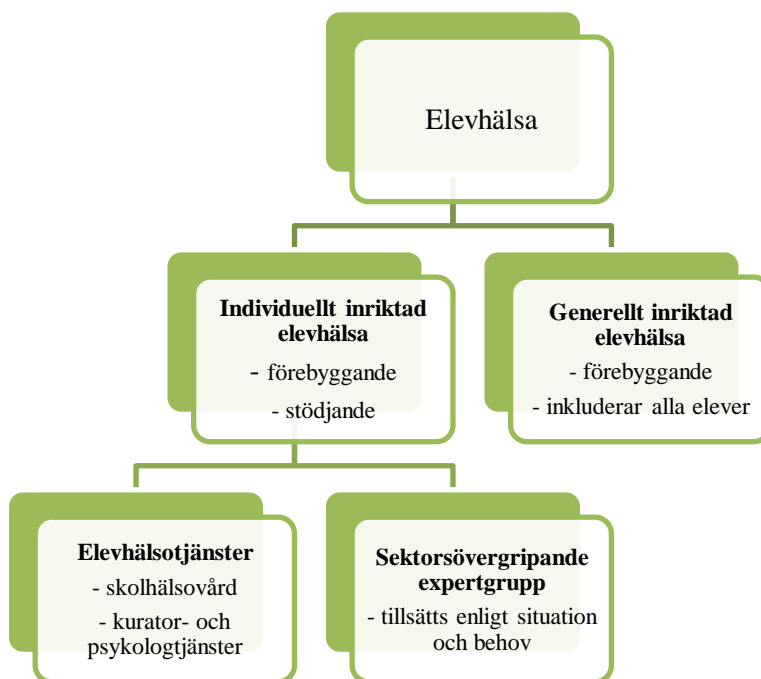 Elevhälsa
Individuellt inriktad
elevhälsa
- förebyggande
- stödjande
Generellt inriktad
elevhälsa
- förebyggande
- inkluderar alla elever
Elevhälsotjänster
- skolhälsovård
- kurator- och
psykologtjänster
Sektorsövergripande
expertgrupp
- tillsätts enligt situation
och behov